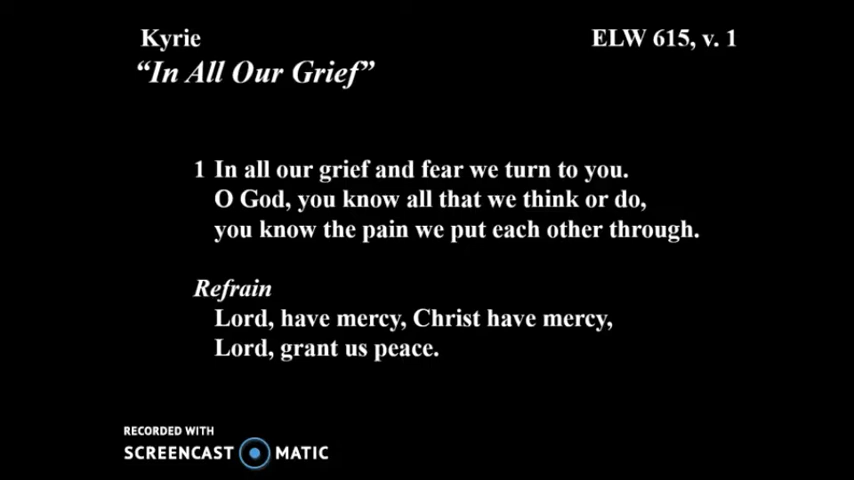 Kyrie ELW 615, v. 1
“In All Our Grief”
1 In all our grief and fear we turn to you.
O God, you know all that we think or do,
you know the pain we put each other through.
Refrain
Lord, have mercy, Christ have mercy,
Lord, grant us peace.
RECORDED WITH
SCREENCAST MATIC